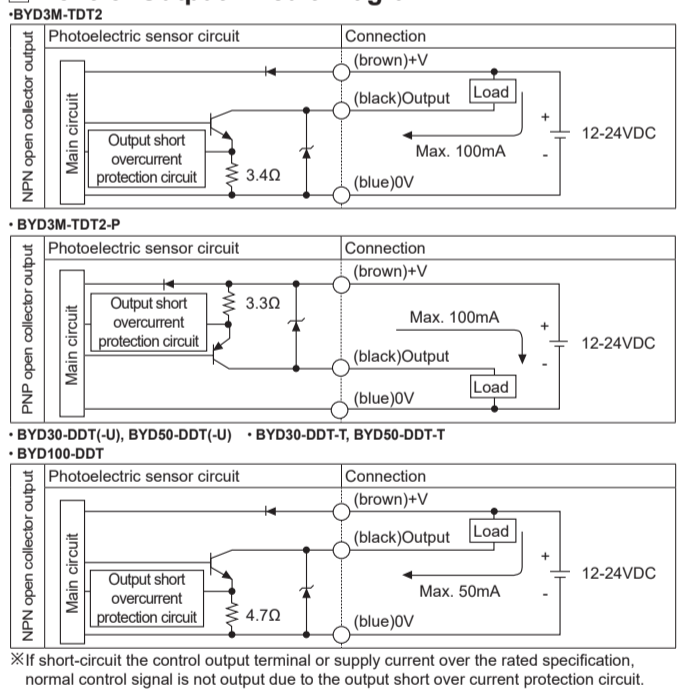 •BYD3M-TDT2
NPN open collector output
Photoelectric sensor circuit
Connection
Main circuit
Output short
overcurrent
protection circuit
3.4Ω
(brown)+V
(black)Output
Load
Max. 100mA
(blue)0V
+
-
12-24VDC
• BYD3M-TDT2-P
PNP open collector output
Photoelectric sensor circuit
Connection
Main circuit
Output short
overcurrent
protection circuit
3.3Ω
(brown)+V
Max. 100mA
(black)Output
Load
(blue)0V
+
-
12-24VDC
• BYD30-DDT(-U), BYD50-DDT(-U) • BYD30-DDT-T, BYD50-DDT-T
• BYD100-DDT
NPN open collector output
Photoelectric sensor circuit
Connection
Main circuit
Output short
overcurrent
protection circuit
4.7Ω
(brown)+V
(black)Output
Load
Max. 50mA
(blue)0V
+
-
12-24VDC
※If short-circuit the control output terminal or supply current over the rated specification,
normal control signal is not output due to the output short over current protection circuit.